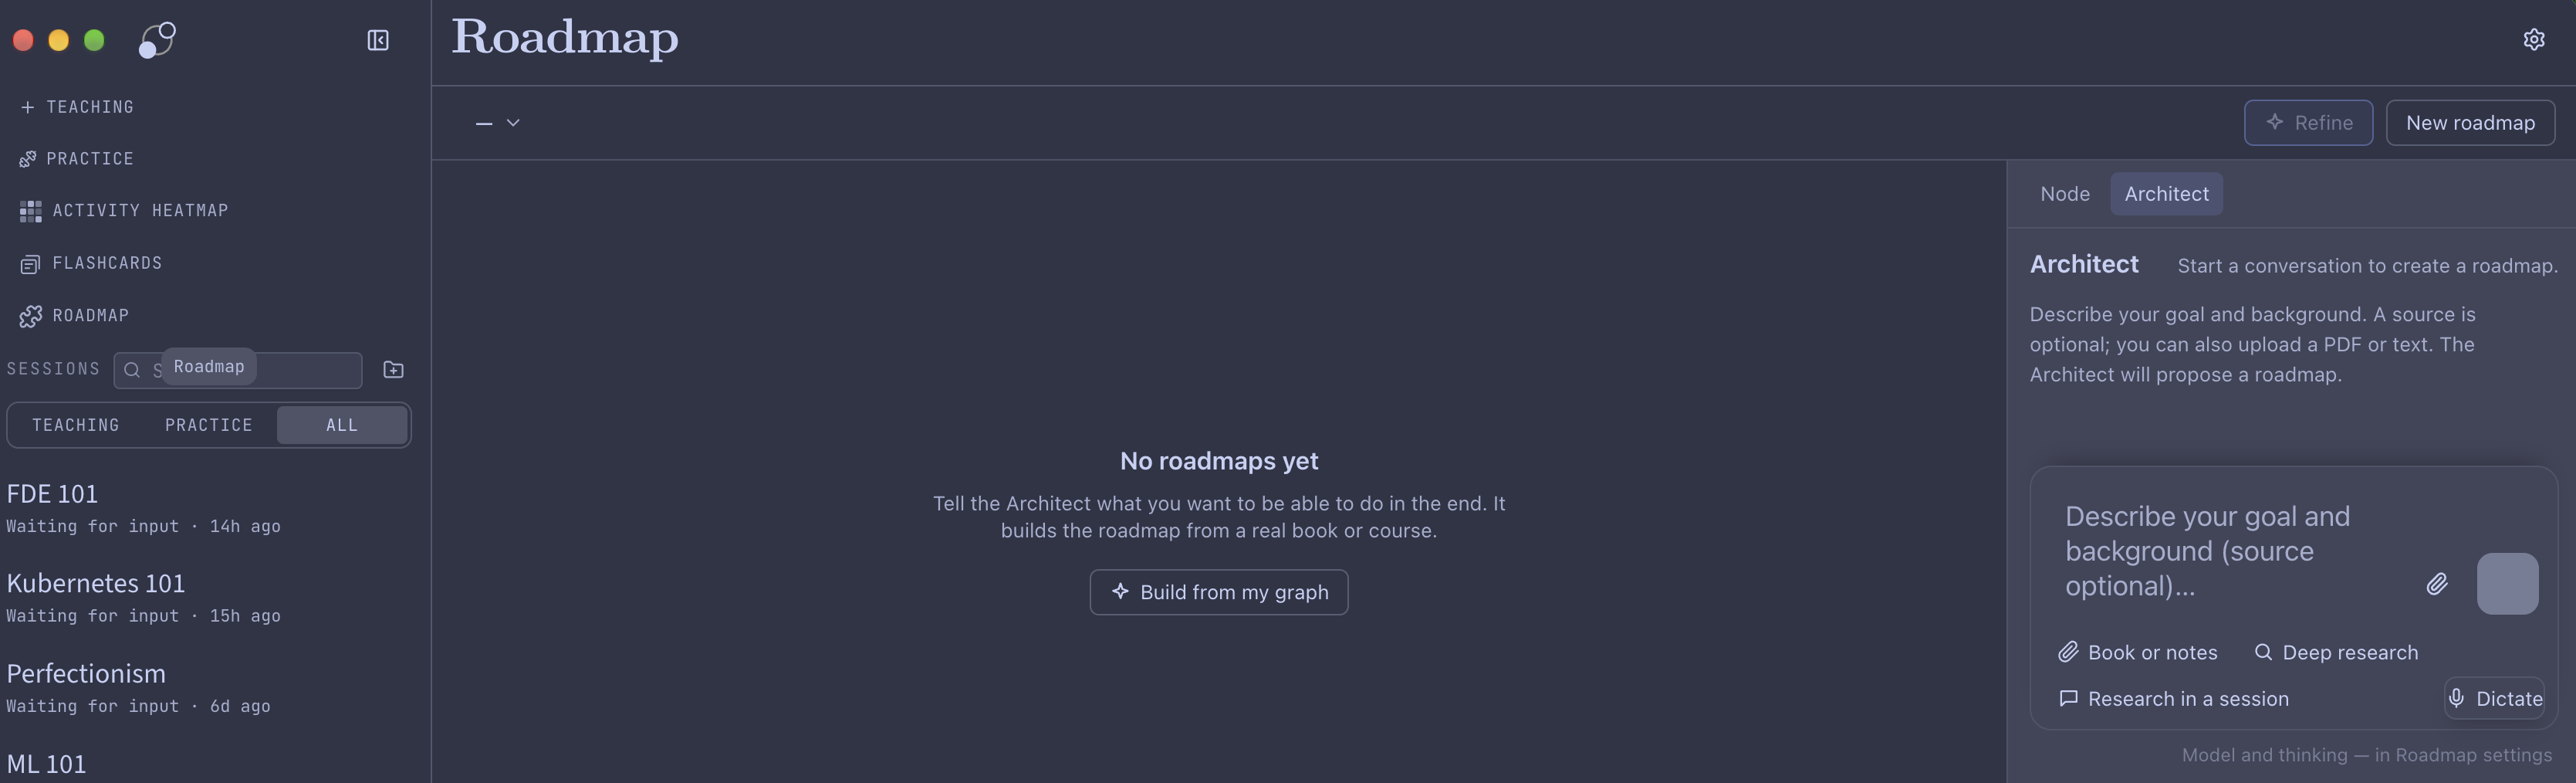 Roadmap
TEACHING
PRACTICE
ACTIVITY HEATMAP
FLASHCARDS
ROADMAP
SESSIONS
S
Roadmap
TEACHING PRACTICE ALL
FDE 101
Waiting for input · 14h ago
Kubernetes 101
Waiting for input · 15h ago
Perfectionism
Waiting for input · 6d ago
ML 101
—
Refine
New roadmap
No roadmaps yet
Tell the Architect what you want to be able to do in the end. It
builds the roadmap from a real book or course.
Build from my graph
Node Architect
Architect Start a conversation to create a roadmap.
Describe your goal and background. A source is
optional; you can also upload a PDF or text. The
Architect will propose a roadmap.
Describe your goal and
background (source
optional)...
Book or notes Deep research
Research in a session Dictate
Model and thinking — in Roadmap settings